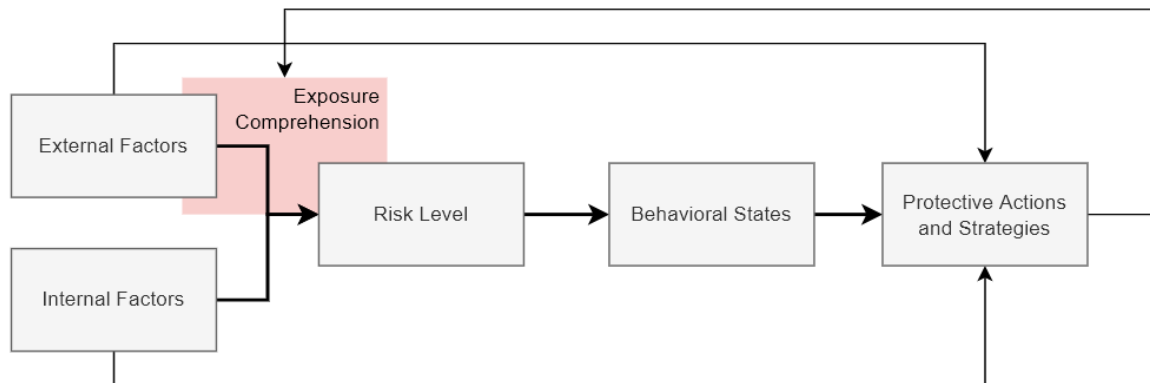 Exposure
Comprehension
External Factors
Risk Level
Behavioral States
Protective Actions
and Strategies
Internal Factors